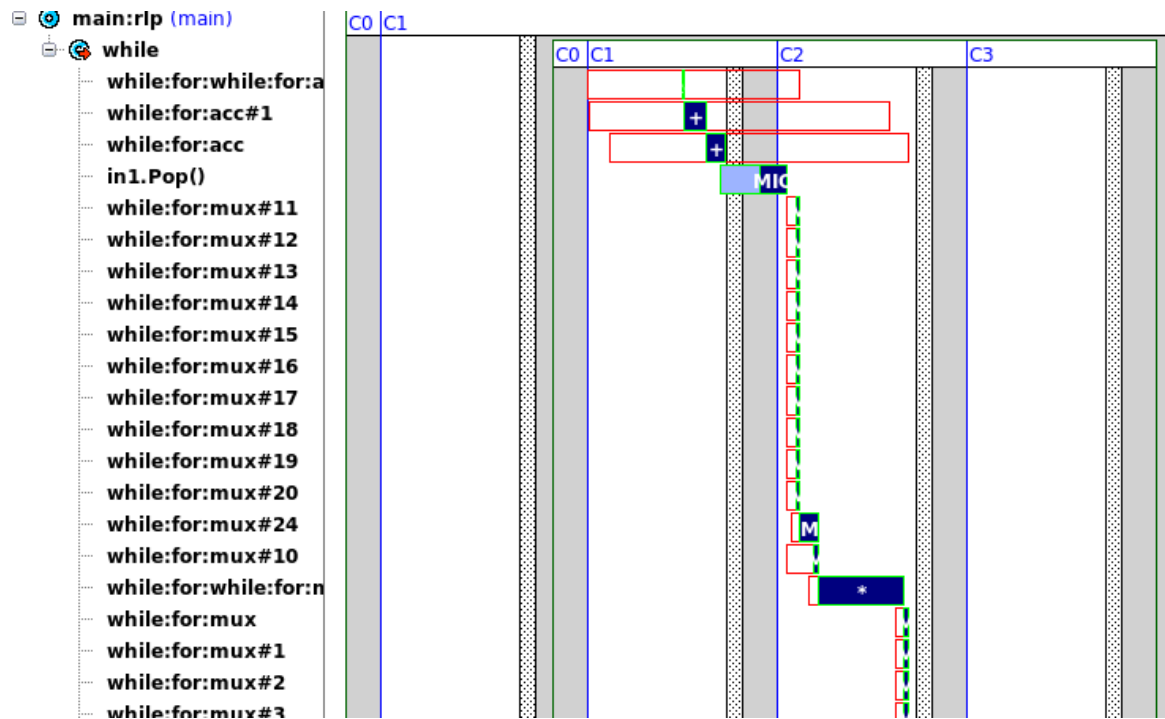 main:rlp (main)
C0 C1
while
C0 C1 C2 C3
while:for:while:for:a
while:for:acc#1
+
while:for:acc
+
in1.Pop()
MIO
while:for:mux#11
while:for:mux#12
while:for:mux#13
while:for:mux#14
while:for:mux#15
while:for:mux#16
while:for:mux#17
while:for:mux#18
while:for:mux#19
while:for:mux#20
while:for:mux#24
M
while:for:mux#10
while:for:while:for:n
*
while:for:mux
while:for:mux#1
while:for:mux#2
while:for:mux#3